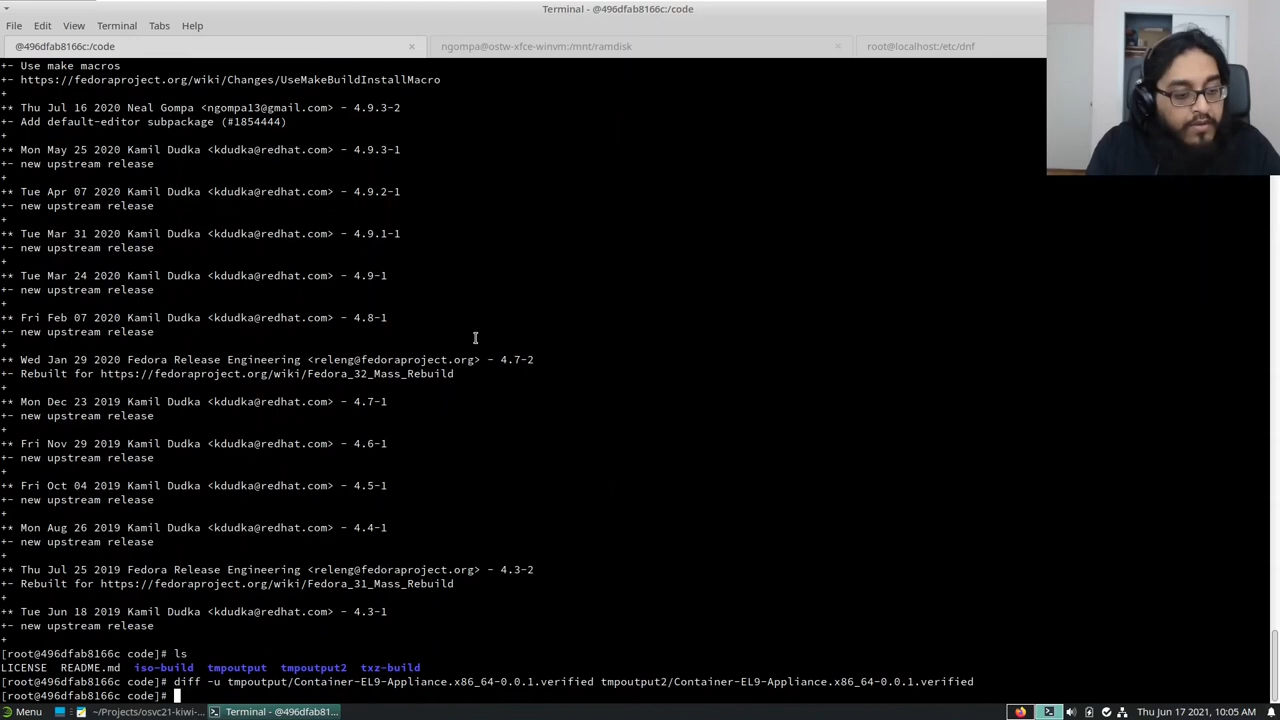 Terminal - @496dfab8166c:/code
File Edit View Terminal Tabs Help
@496dfab8166c:/code × ngompa@ostw-xfce-winvm:/mnt/ramdisk × root@localhost:/etc/dnf
+- Use make macros
+- https://fedoraproject.org/wiki/Changes/UseMakeBuildInstallMacro
+
+* Thu Jul 16 2020 Neal Gompa <ngompa13@gmail.com> - 4.9.3-2
+- Add default-editor subpackage (#1854444)
+
+* Mon May 25 2020 Kamil Dudka <kdudka@redhat.com> - 4.9.3-1
+- new upstream release
+
+* Tue Apr 07 2020 Kamil Dudka <kdudka@redhat.com> - 4.9.2-1
+- new upstream release
+
+* Tue Mar 31 2020 Kamil Dudka <kdudka@redhat.com> - 4.9.1-1
+- new upstream release
+
+* Tue Mar 24 2020 Kamil Dudka <kdudka@redhat.com> - 4.9-1
+- new upstream release
+
+* Fri Feb 07 2020 Kamil Dudka <kdudka@redhat.com> - 4.8-1
+- new upstream release
+
+* Wed Jan 29 2020 Fedora Release Engineering <releng@fedoraproject.org> - 4.7-2
+- Rebuilt for https://fedoraproject.org/wiki/Fedora_32_Mass_Rebuild
+
+* Mon Dec 23 2019 Kamil Dudka <kdudka@redhat.com> - 4.7-1
+- new upstream release
+
+* Fri Nov 29 2019 Kamil Dudka <kdudka@redhat.com> - 4.6-1
+- new upstream release
+
+* Fri Oct 04 2019 Kamil Dudka <kdudka@redhat.com> - 4.5-1
+- new upstream release
+
+* Mon Aug 26 2019 Kamil Dudka <kdudka@redhat.com> - 4.4-1
+- new upstream release
+
+* Thu Jul 25 2019 Fedora Release Engineering <releng@fedoraproject.org> - 4.3-2
+- Rebuilt for https://fedoraproject.org/wiki/Fedora_31_Mass_Rebuild
+
+* Tue Jun 18 2019 Kamil Dudka <kdudka@redhat.com> - 4.3-1
+- new upstream release
+
[root@496dfab8166c code]# ls
LICENSE README.md iso-build tmpoutput tmpoutput2 txz-build
[root@496dfab8166c code]# diff -u tmpoutput/Container-EL9-Appliance.x86_64-0.0.1.verified tmpoutput2/Container-EL9-Appliance.x86_64-0.0.1.verified
[root@496dfab8166c code]#
Menu ~/Projects/osvc21-kiwi-... Terminal - @496dfab81... Thu Jun 17 2021, 10:05 AM